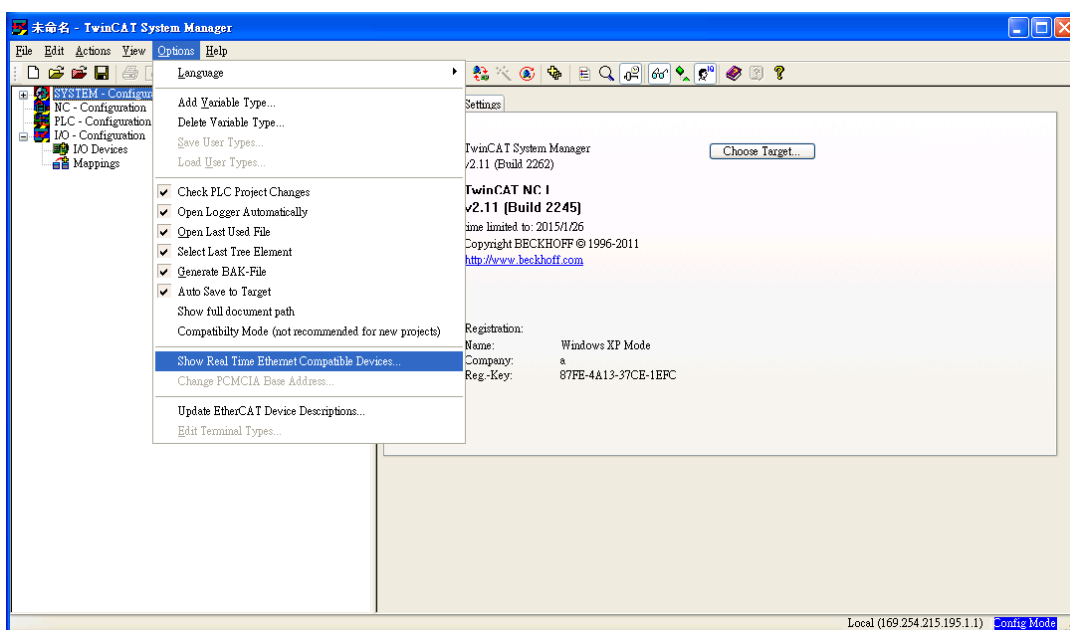 未命名 - TwinCAT System Manager
File Edit Actions View Options Help
SYSTEM - Configur
NC - Configuration
PLC - Configuration
I/O - Configuration
I/O Devices
Mappings
Language
Add Variable Type...
Delete Variable Type...
Save User Types...
Load User Types...
Check PLC Project Changes
Open Logger Automatically
Open Last Used File
Select Last Tree Element
Generate BAK-File
Auto Save to Target
Show full document path
Compatibilty Mode (not recommended for new projects)
Show Real Time Ethernet Compatible Devices...
Change PCMCIA Base Address...
Update EtherCAT Device Descriptions...
Edit Terminal Types...
Settings
TwinCAT System Manager
v2.11 (Build 2262)
Choose Target...
TwinCAT NC I
v2.11 (Build 2245)
time limited to: 2015/1/26
Copyright BECKHOFF © 1996-2011
http://www.beckhoff.com
Registration:
Name: Windows XP Mode
Company: a
Reg.-Key: 87FE-4A13-37CE-1EFC
Local (169.254.215.195.1.1) Config Mode